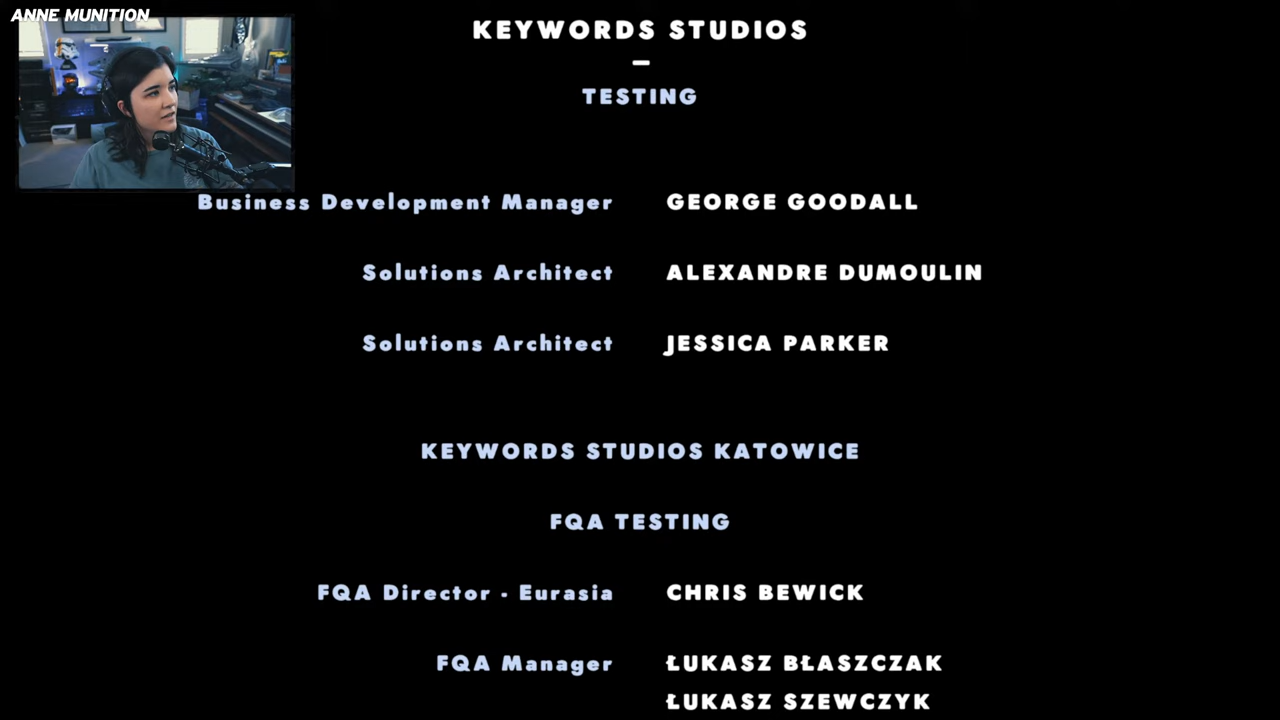 ANNE MUNITION
KEYWORDS STUDIOS
–
TESTING
Business Development Manager GEORGE GOODALL
Solutions Architect ALEXANDRE DUMOULIN
Solutions Architect JESSICA PARKER
KEYWORDS STUDIOS KATOWICE
FQA TESTING
FQA Director - Eurasia CHRIS BEWICK
FQA Manager ŁUKASZ BŁASZCZAK
ŁUKASZ SZEWCZYK